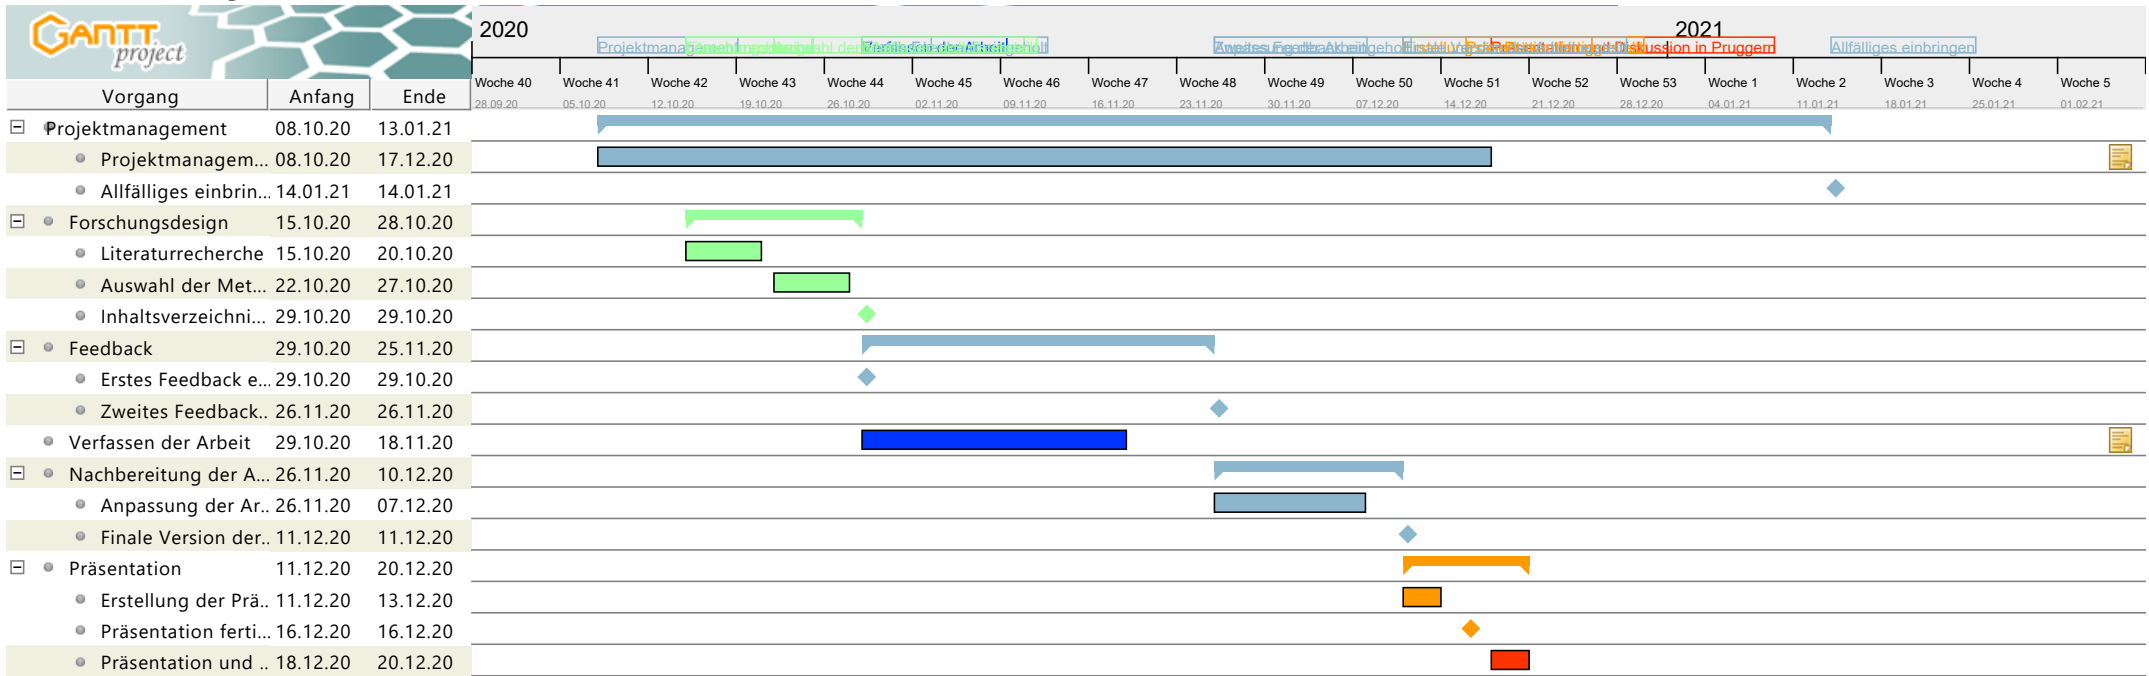 GANTT
project
2020
2021
Allfälliges einbringen
Woche 40 Woche 41 Woche 42 Woche 43 Woche 44 Woche 45 Woche 46 Woche 47 Woche 48 Woche 49 Woche 50 Woche 51 Woche 52 Woche 53 Woche 1 Woche 2 Woche 3 Woche 4 Woche 5
28.09.20 05.10.20 12.10.20 19.10.20 26.10.20 02.11.20 09.11.20 16.11.20 23.11.20 30.11.20 07.12.20 14.12.20 21.12.20 28.12.20 04.01.21 11.01.21 18.01.21 25.01.21 01.02.21
Vorgang Anfang Ende
Projektmanagement 08.10.20 13.01.21
Projektmanagem... 08.10.20 17.12.20
Allfälliges einbrin... 14.01.21 14.01.21
Forschungsdesign 15.10.20 28.10.20
Literaturrecherche 15.10.20 20.10.20
Auswahl der Met... 22.10.20 27.10.20
Inhaltsverzeichni... 29.10.20 29.10.20
Feedback 29.10.20 25.11.20
Erstes Feedback e... 29.10.20 29.10.20
Zweites Feedback.. 26.11.20 26.11.20
Verfassen der Arbeit 29.10.20 18.11.20
Nachbereitung der A... 26.11.20 10.12.20
Anpassung der Ar.. 26.11.20 07.12.20
Finale Version der.. 11.12.20 11.12.20
Präsentation 11.12.20 20.12.20
Erstellung der Prä.. 11.12.20 13.12.20
Präsentation ferti... 16.12.20 16.12.20
Präsentation und .. 18.12.20 20.12.20